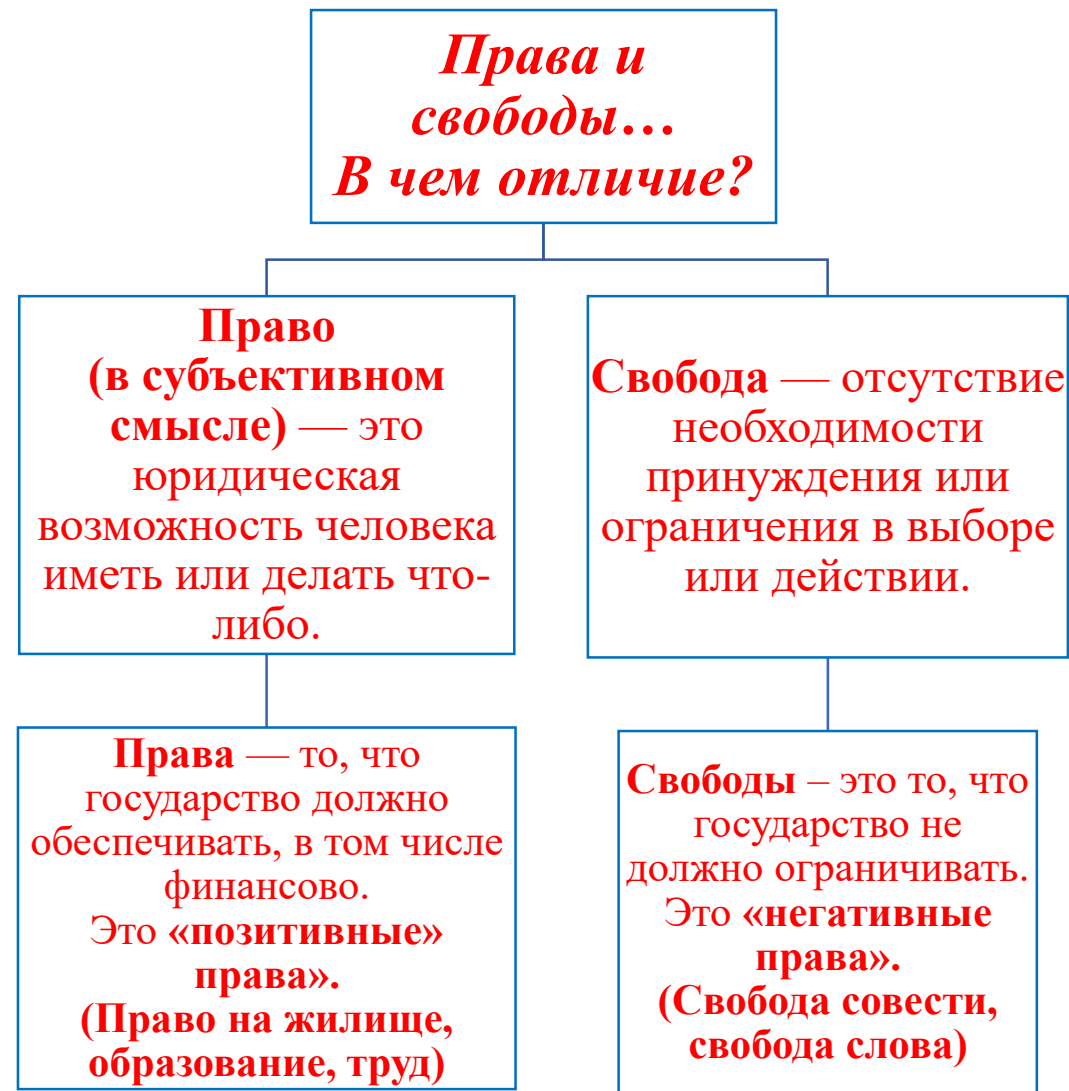 Права и
свободы…
В чем отличие?
Право
(в субъективном
смысле) — это
юридическая
возможность человека
иметь или делать что-
либо.
Свобода — отсутствие
необходимости
принуждения или
ограничения в выборе
или действии.
Права — то, что
государство должно
обеспечивать, в том числе
финансово.
Это «позитивные»
права».
(Право на жилище,
образование, труд)
Свободы – это то, что
государство не
должно ограничивать.
Это «негативные
права».
(Свобода совести,
свобода слова)